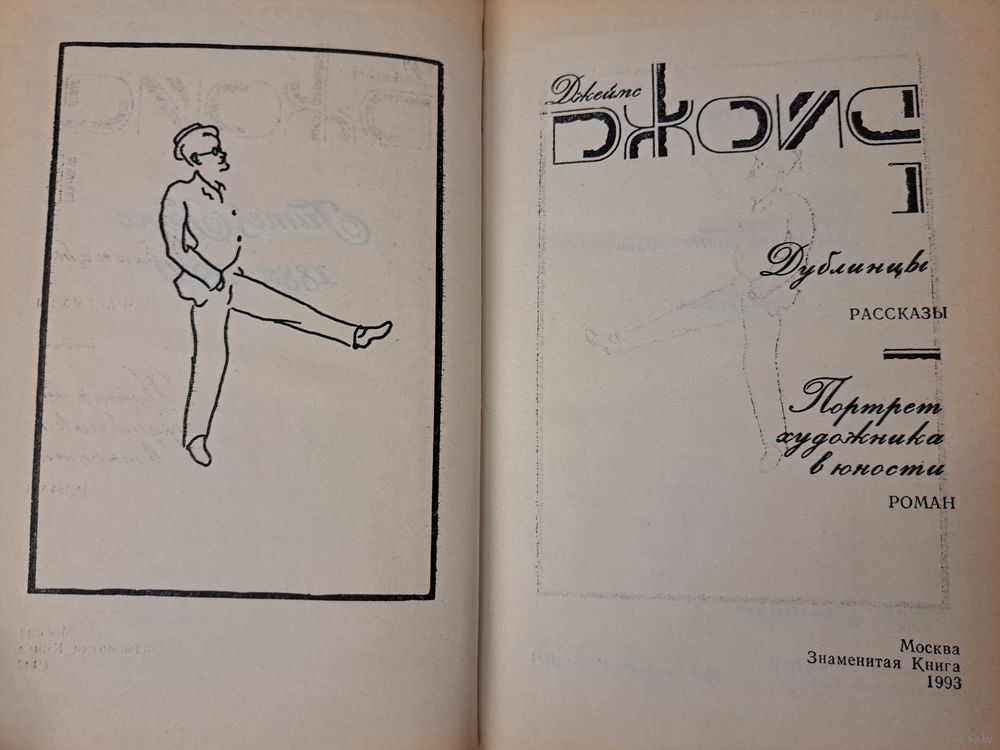 Джеймс
ДЖОЙС
1
Дублинцы
РАССКАЗЫ
Портрет
художника
в юности
РОМАН
Москва
Знаменитая Книга
1993